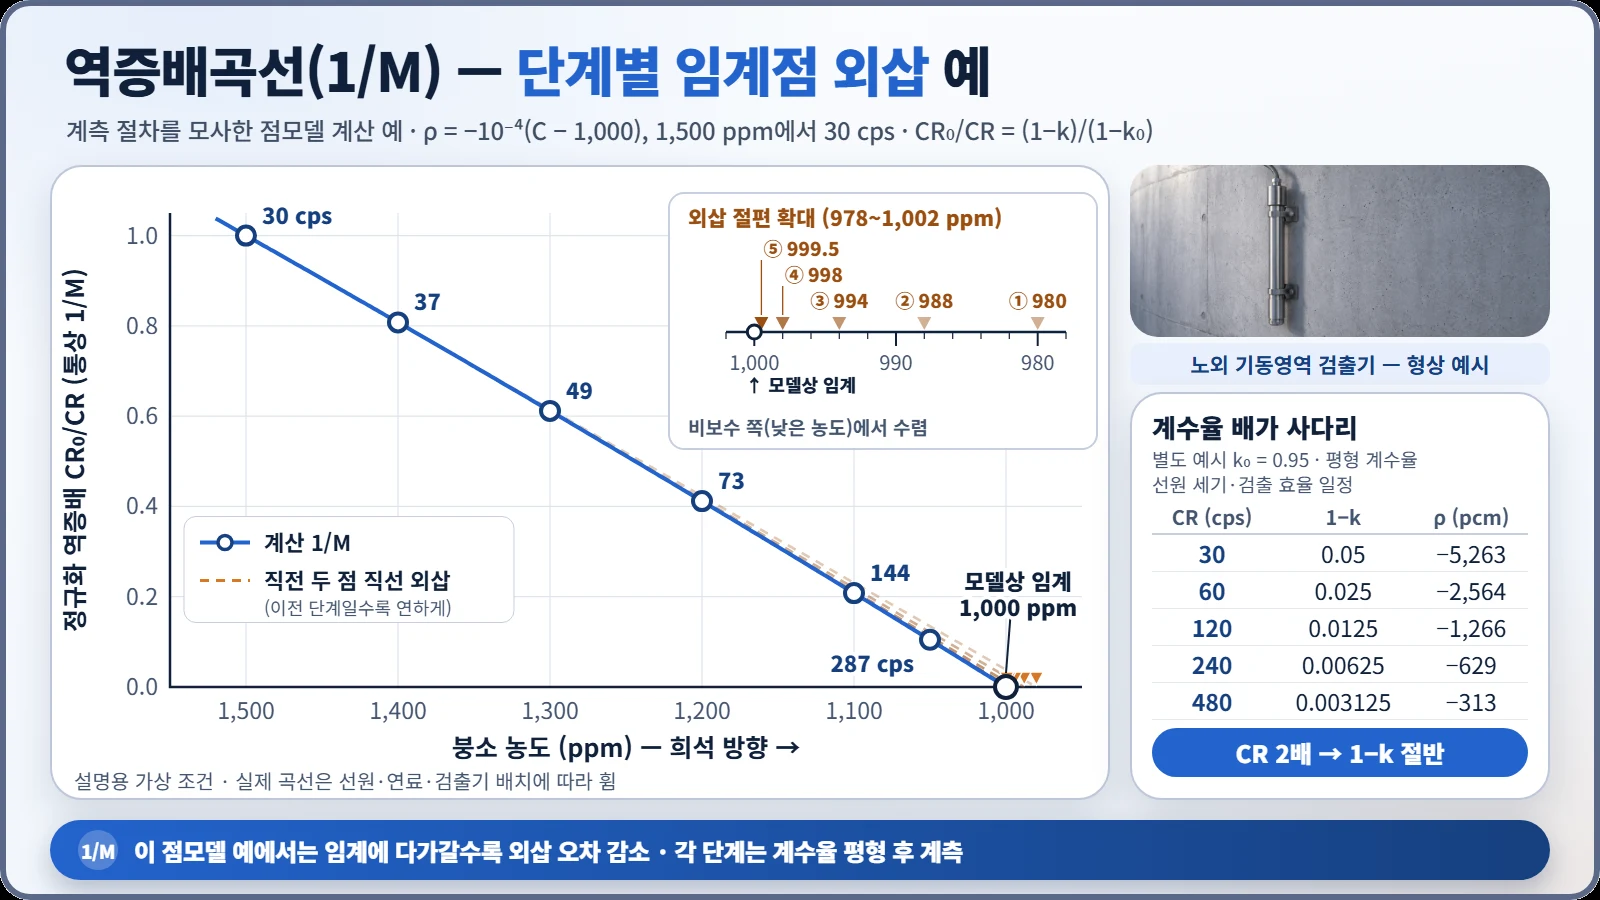 역증배곡선(1/M) — 단계별 임계점 외삽 예
계측 절차를 모사한 점모델 계산 예 · ρ = −10⁻⁴(C − 1,000), 1,500 ppm에서 30 cps · CR₀/CR = (1−k)/(1−k₀)
정규화 역증배 CR₀/CR (통상 1/M)
1.0
0.8
0.6
0.4
0.2
0.0
30 cps
37
49
73
144
287 cps
모델상 임계
1,000 ppm
외삽 절편 확대 (978~1,002 ppm)
⑤ 999.5
④ 998
③ 994
② 988
① 980
1,000
990
980
↑ 모델상 임계
비보수 쪽(낮은 농도)에서 수렴
계산 1/M
직전 두 점 직선 외삽
(이전 단계일수록 연하게)
1,500
1,400
1,300
1,200
1,100
1,000
붕소 농도 (ppm) — 희석 방향 →
설명용 가상 조건 · 실제 곡선은 선원·연료·검출기 배치에 따라 휨
노외 기동영역 검출기 — 형상 예시
계수율 배가 사다리
별도 예시 k₀ = 0.95 · 평형 계수율
선원 세기·검출 효율 일정
CR (cps) 1−k ρ (pcm)
30 0.05 −5,263
60 0.025 −2,564
120 0.0125 −1,266
240 0.00625 −629
480 0.003125 −313
CR 2배 → 1−k 절반
1/M 이 점모델 예에서는 임계에 다가갈수록 외삽 오차 감소 · 각 단계는 계수율 평형 후 계측